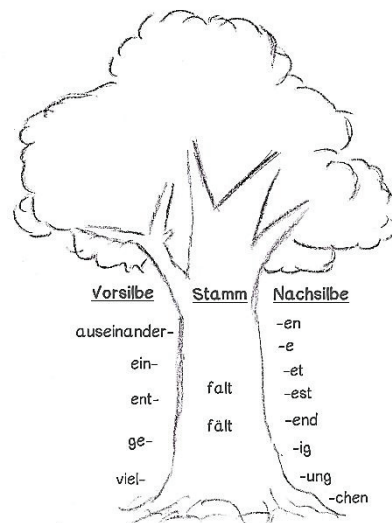 Vorsilbe Stamm Nachsilbe
auseinander-
ein-
ent-
ge-
viel-
falt
fält
-en
-e
-et
-est
-end
-ig
-ung
-chen